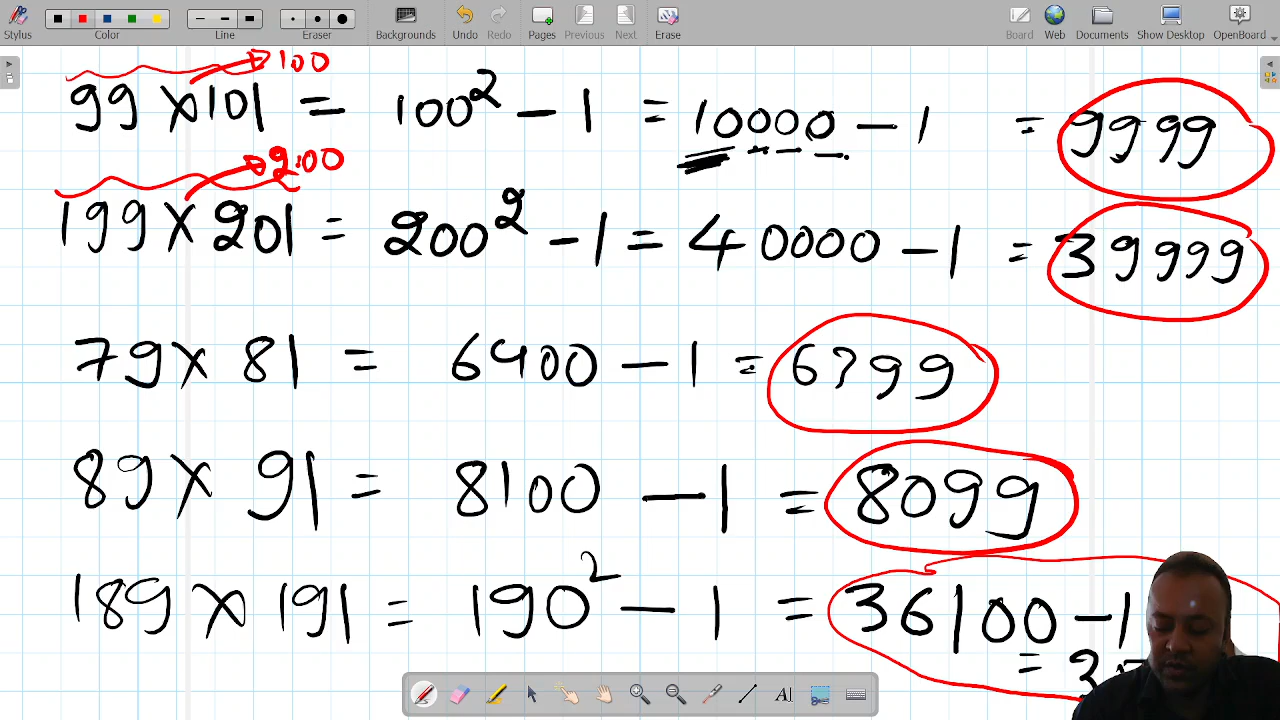 Stylus Color Line Eraser Backgrounds Undo Redo Pages Previous Next Erase Board Web Documents Show Desktop OpenBoard
100
99 × 101 = 100² − 1 = 10000 − 1 = 9999
200
199 × 201 = 200² − 1 = 40000 − 1 = 39999
79 × 81 = 6400 − 1 = 6399
89 × 91 = 8100 − 1 = 8099
189 × 191 = 190² − 1 = 36100 − 1
= 3